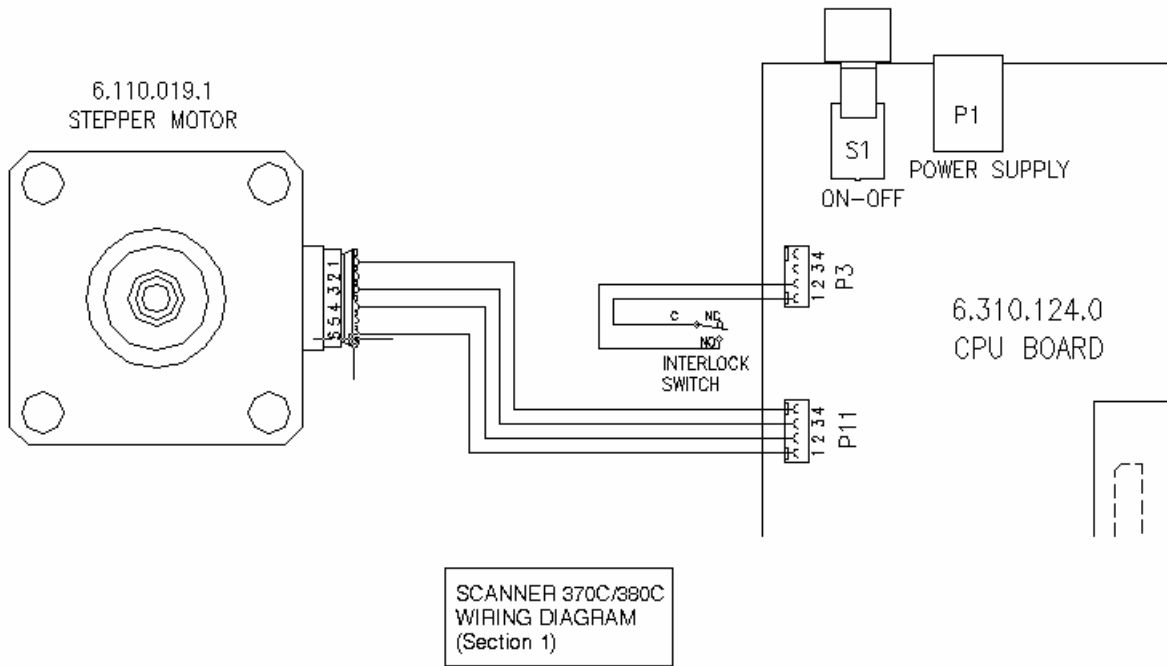 6.110.019.1
STEPPER MOTOR
S1
ON-OFF
P1
POWER SUPPLY
6 5 4 3 2 1
1 2 3 4
P3
C
NC
NO
INTERLOCK
SWITCH
6.310.124.0
CPU BOARD
1 2 3 4
P11
SCANNER 370C/380C
WIRING DIAGRAM
(Section 1)